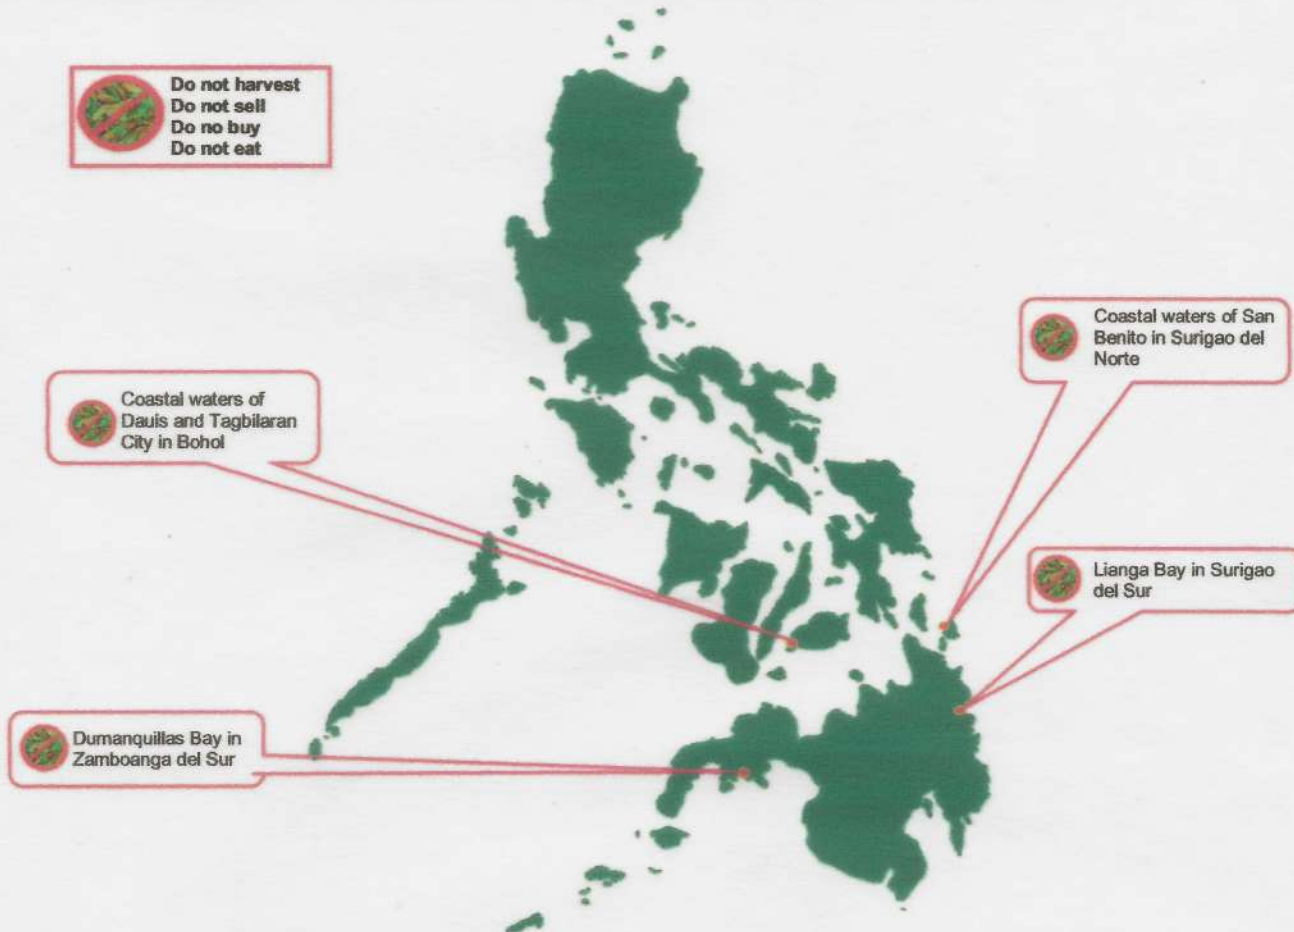 Do not harvest
Do not sell
Do no buy
Do not eat
Coastal waters of San
Benito in Surigao del
Norte
Coastal waters of
Dauis and Tagbilaran
City in Bohol
Lianga Bay in Surigao
del Sur
Dumanquillas Bay in
Zamboanga del Sur